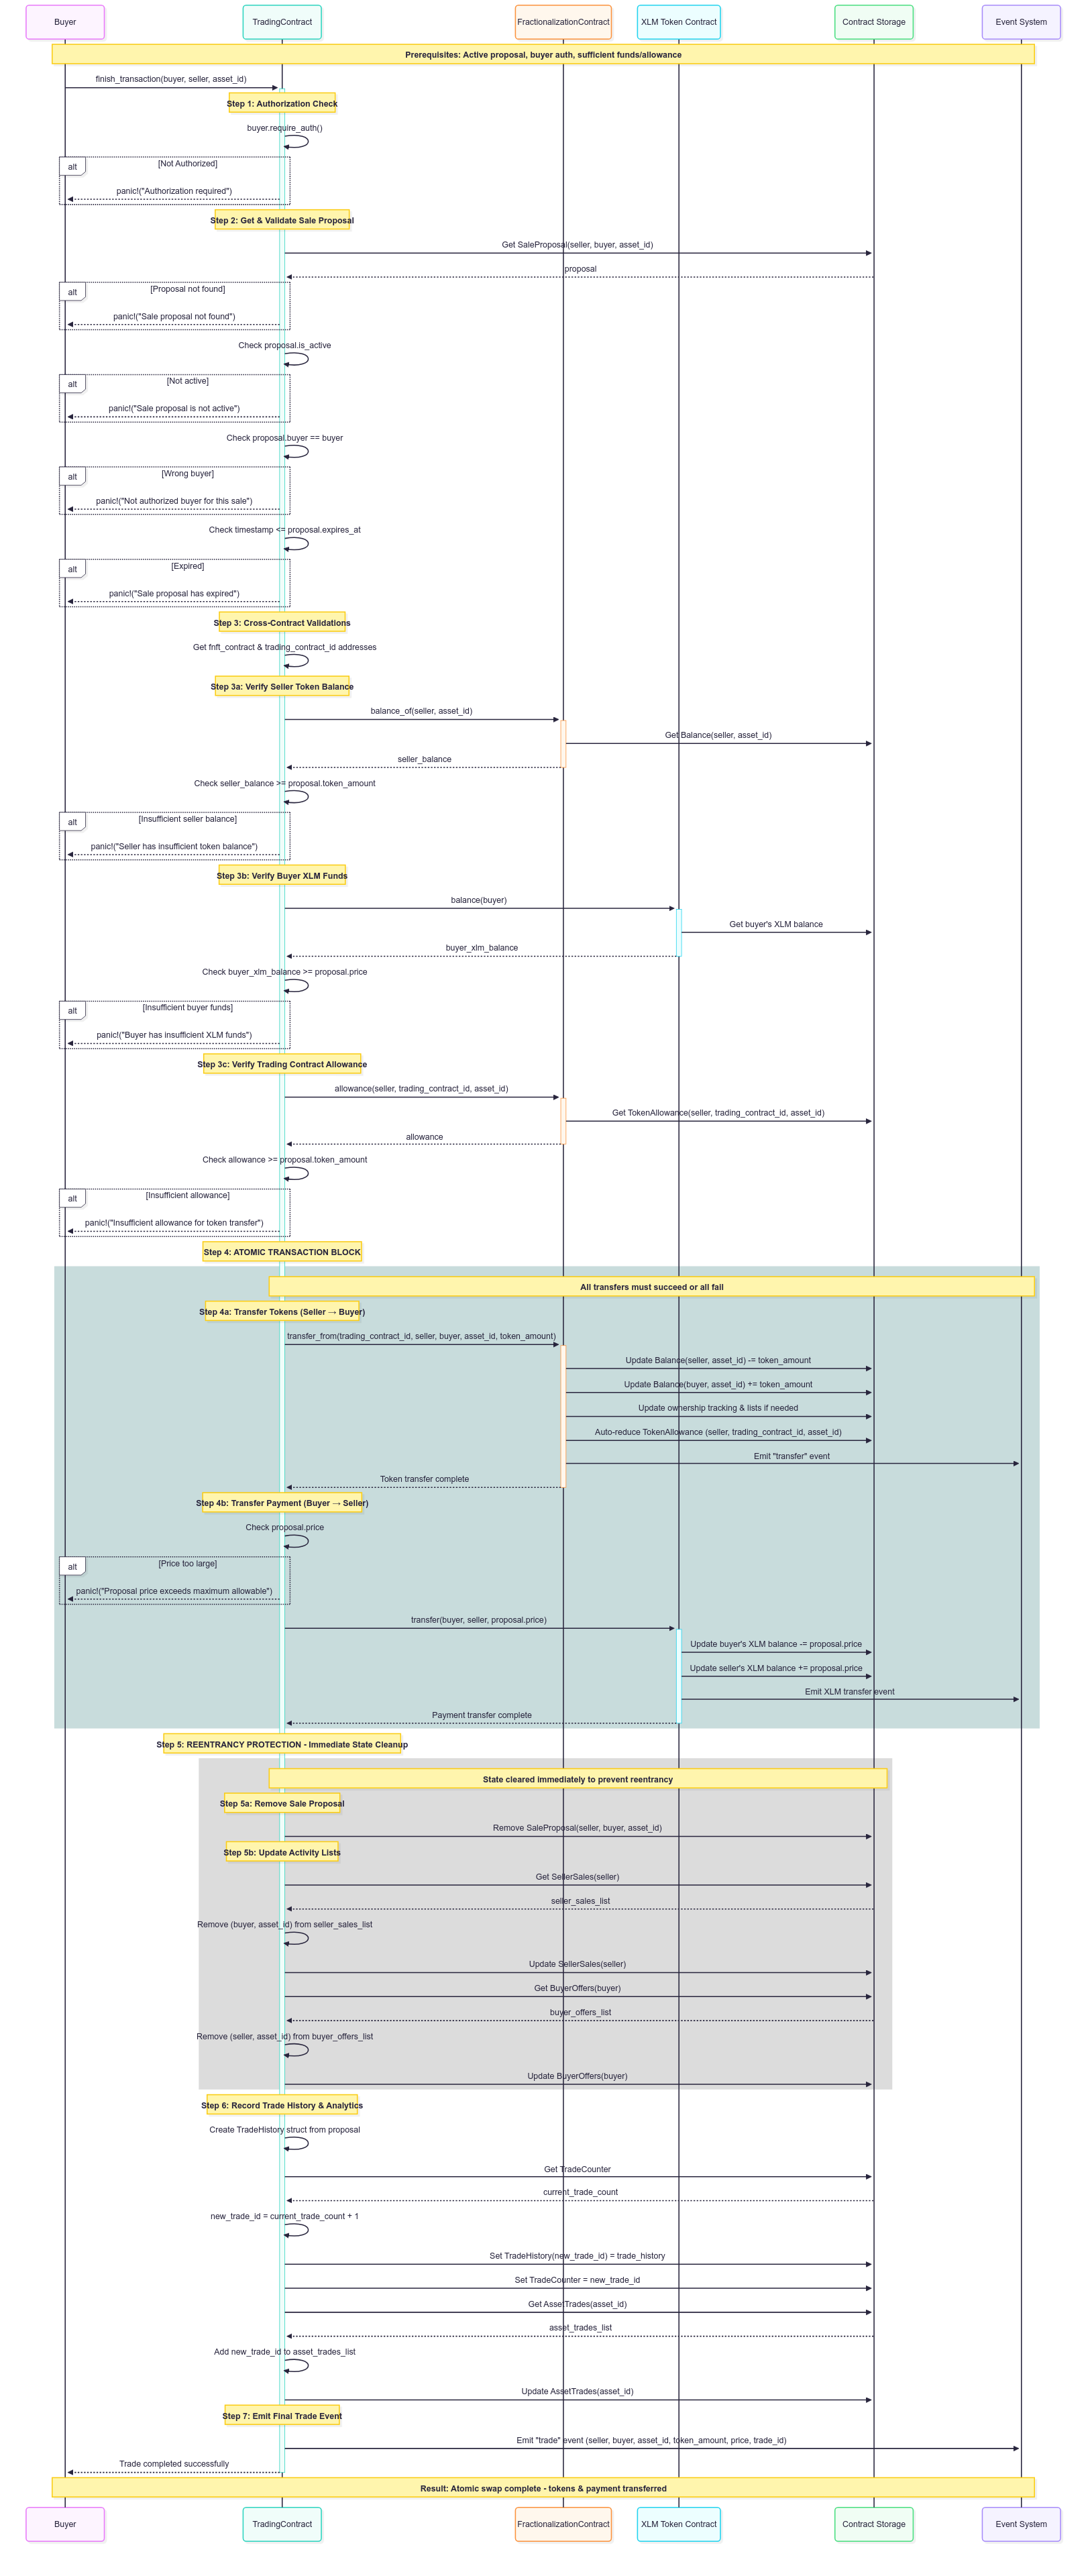 Buyer
TradingContract
FractionalizationContract
XLM Token Contract
Contract Storage
Event System
Prerequisites: Active proposal, buyer auth, sufficient funds/allowance
finish_transaction(buyer, seller, asset_id)
Step 1: Authorization Check
buyer.require_auth()
alt
[Not Authorized]
panic!("Authorization required")
Step 2: Get & Validate Sale Proposal
Get SaleProposal(seller, buyer, asset_id)
proposal
alt
[Proposal not found]
panic!("Sale proposal not found")
Check proposal.is_active
alt
[Not active]
panic!("Sale proposal is not active")
Check proposal.buyer == buyer
alt
[Wrong buyer]
panic!("Not authorized buyer for this sale")
Check timestamp <= proposal.expires_at
alt
[Expired]
panic!("Sale proposal has expired")
Step 3: Cross-Contract Validations
Get fnft_contract & trading_contract_id addresses
Step 3a: Verify Seller Token Balance
balance_of(seller, asset_id)
Get Balance(seller, asset_id)
seller_balance
Check seller_balance >= proposal.token_amount
alt
[Insufficient seller balance]
panic!("Seller has insufficient token balance")
Step 3b: Verify Buyer XLM Funds
balance(buyer)
Get buyer's XLM balance
buyer_xlm_balance
Check buyer_xlm_balance >= proposal.price
alt
[Insufficient buyer funds]
panic!("Buyer has insufficient XLM funds")
Step 3c: Verify Trading Contract Allowance
allowance(seller, trading_contract_id, asset_id)
Get TokenAllowance(seller, trading_contract_id, asset_id)
allowance
Check allowance >= proposal.token_amount
alt
[Insufficient allowance]
panic!("Insufficient allowance for token transfer")
Step 4: ATOMIC TRANSACTION BLOCK
All transfers must succeed or all fail
Step 4a: Transfer Tokens (Seller → Buyer)
transfer_from(trading_contract_id, seller, buyer, asset_id, token_amount)
Update Balance(seller, asset_id) -= token_amount
Update Balance(buyer, asset_id) += token_amount
Update ownership tracking & lists if needed
Auto-reduce TokenAllowance (seller, trading_contract_id, asset_id)
Emit "transfer" event
Token transfer complete
Step 4b: Transfer Payment (Buyer → Seller)
Check proposal.price
alt
[Price too large]
panic!("Proposal price exceeds maximum allowable")
transfer(buyer, seller, proposal.price)
Update buyer's XLM balance -= proposal.price
Update seller's XLM balance += proposal.price
Emit XLM transfer event
Payment transfer complete
Step 5: REENTRANCY PROTECTION - Immediate State Cleanup
State cleared immediately to prevent reentrancy
Step 5a: Remove Sale Proposal
Remove SaleProposal(seller, buyer, asset_id)
Step 5b: Update Activity Lists
Get SellerSales(seller)
seller_sales_list
Remove (buyer, asset_id) from seller_sales_list
Update SellerSales(seller)
Get BuyerOffers(buyer)
buyer_offers_list
Remove (seller, asset_id) from buyer_offers_list
Update BuyerOffers(buyer)
Step 6: Record Trade History & Analytics
Create TradeHistory struct from proposal
Get TradeCounter
current_trade_count
new_trade_id = current_trade_count + 1
Set TradeHistory(new_trade_id) = trade_history
Set TradeCounter = new_trade_id
Get AssetTrades(asset_id)
asset_trades_list
Add new_trade_id to asset_trades_list
Update AssetTrades(asset_id)
Step 7: Emit Final Trade Event
Emit "trade" event (seller, buyer, asset_id, token_amount, price, trade_id)
Trade completed successfully
Result: Atomic swap complete - tokens & payment transferred
Buyer
TradingContract
FractionalizationContract
XLM Token Contract
Contract Storage
Event System